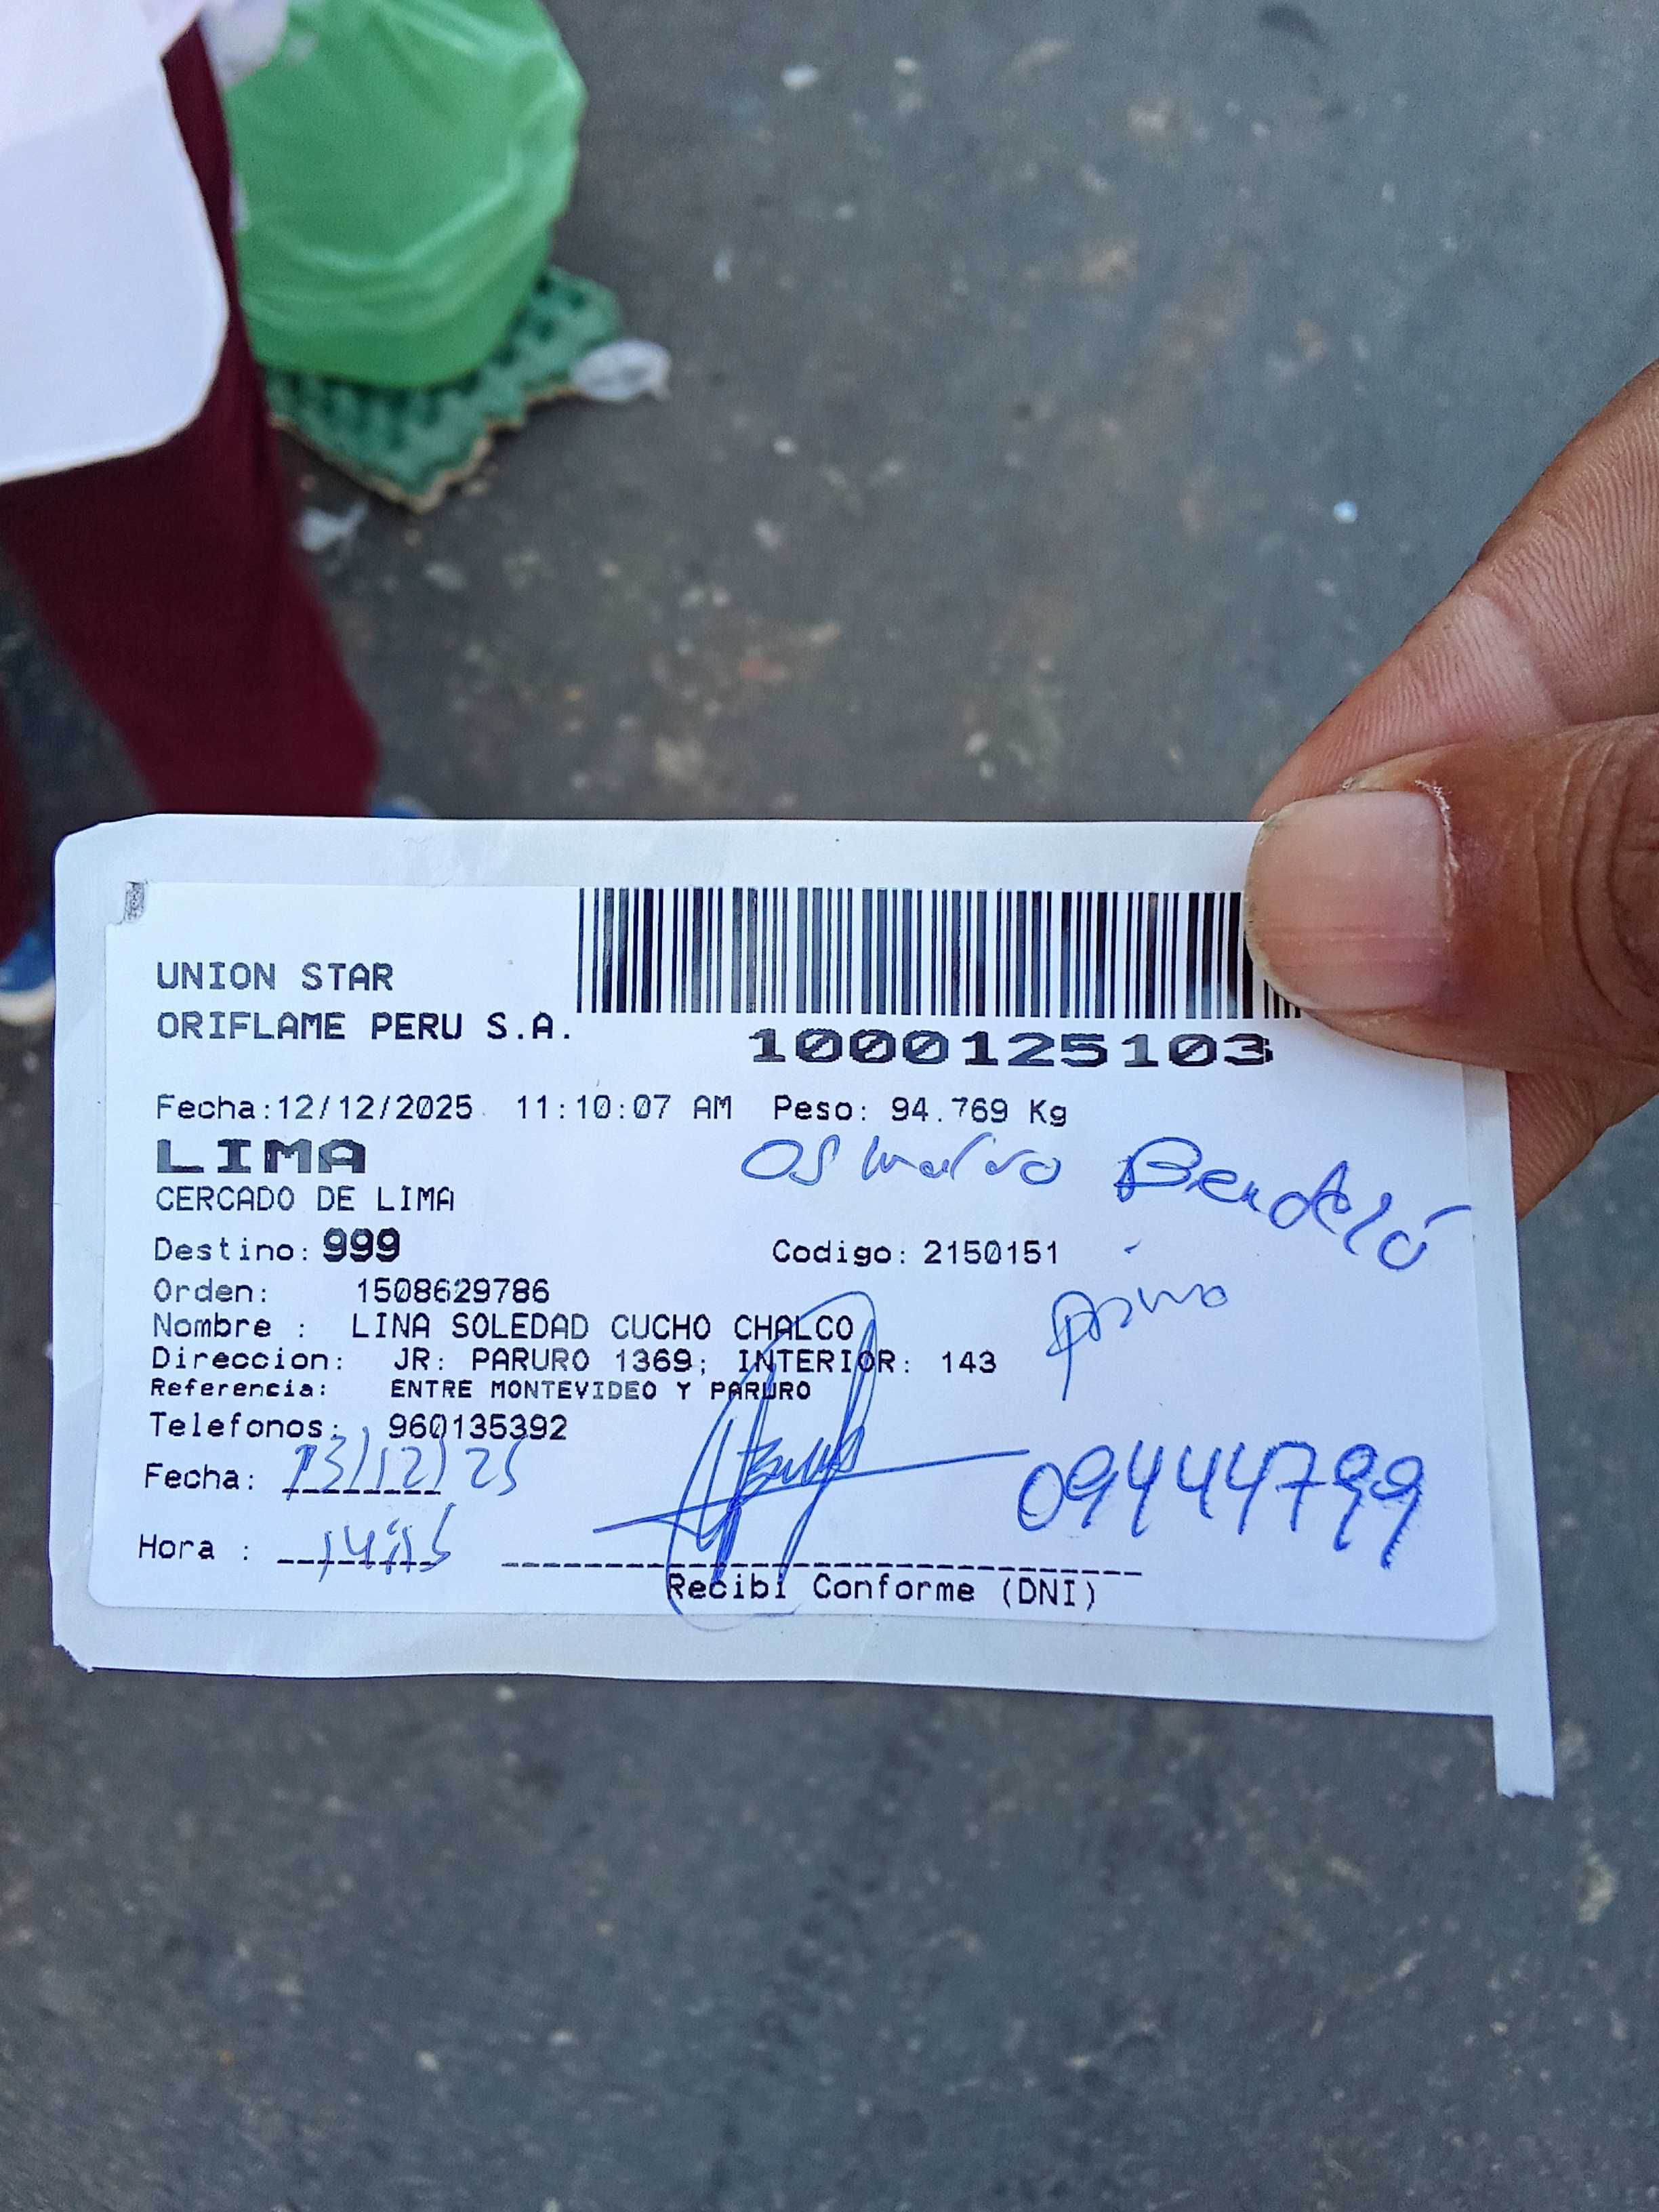 UNION STAR
ORIFLAME PERU S.A.
1000125103
Fecha:12/12/2025 11:10:07 AM Peso: 94.769 Kg
LIMA
CERCADO DE LIMA
Destino: 999 Codigo: 2150151
Orden: 1508629786
Nombre : LINA SOLEDAD CUCHO CHALCO
Direccion: JR: PARURO 1369; INTERIOR: 143
Referencia: ENTRE MONTEVIDEO Y PARURO
Telefonos: 960135392
Fecha: 13/12/25
09444799
Hora :
Recibi Conforme (DNI)